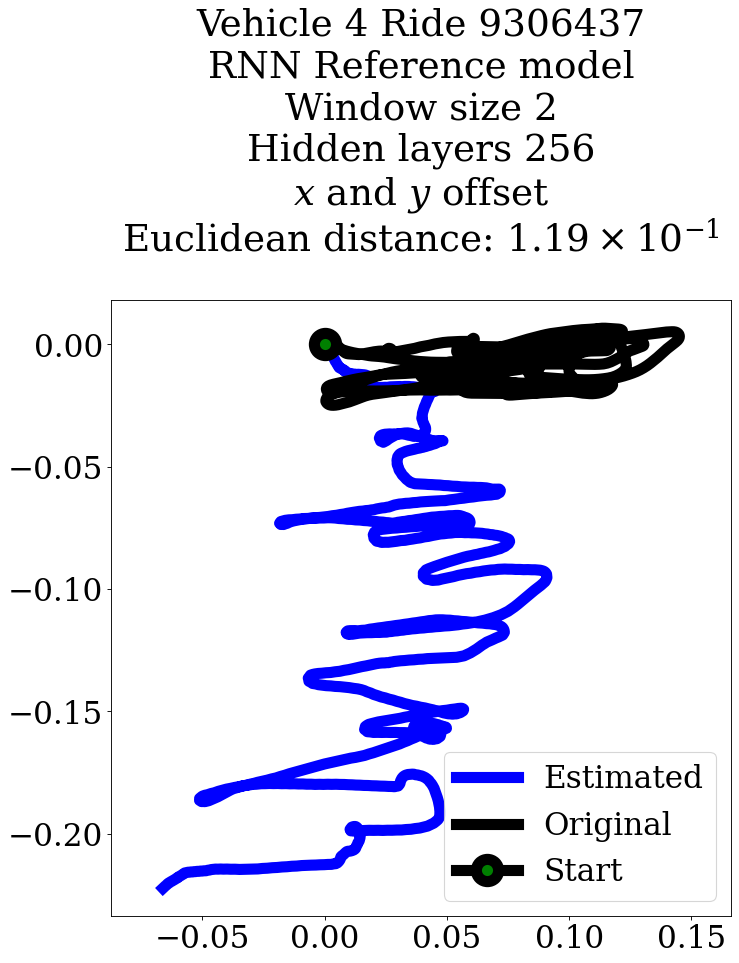 Vehicle 4 Ride 9306437
RNN Reference model
Window size 2
Hidden layers 256
x and y offset
Euclidean distance: 1.19 × 10⁻¹
0.00
−0.05
−0.10
−0.15
−0.20
Estimated
Original
Start
−0.05 0.00 0.05 0.10 0.15